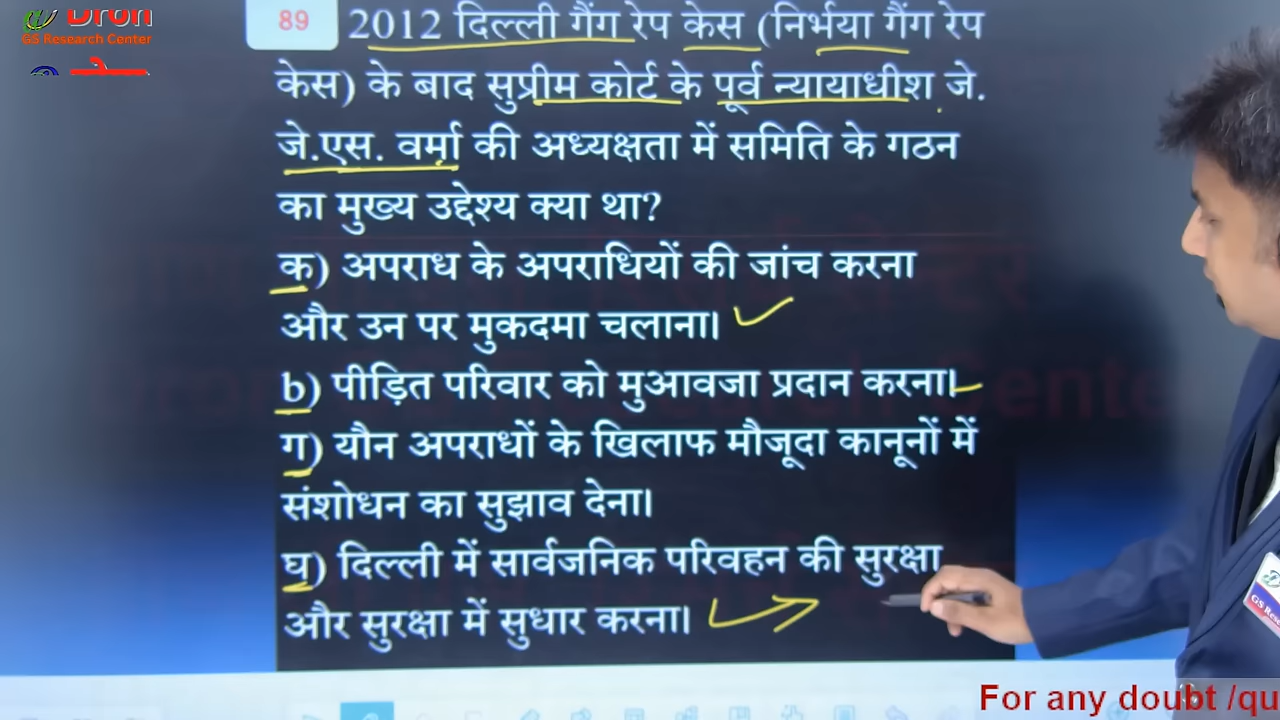 Dron
GS Research Center
89
2012 दिल्ली गैंग रेप केस (निर्भया गैंग रेप
केस) के बाद सुप्रीम कोर्ट के पूर्व न्यायाधीश जे.
जे.एस. वर्मा की अध्यक्षता में समिति के गठन
का मुख्य उद्देश्य क्या था?
क) अपराध के अपराधियों की जांच करना
और उन पर मुकदमा चलाना।
b) पीड़ित परिवार को मुआवजा प्रदान करना।
ग) यौन अपराधों के खिलाफ मौजूदा कानूनों में
संशोधन का सुझाव देना।
घ) दिल्ली में सार्वजनिक परिवहन की सुरक्षा
और सुरक्षा में सुधार करना।
For any doubt /qu